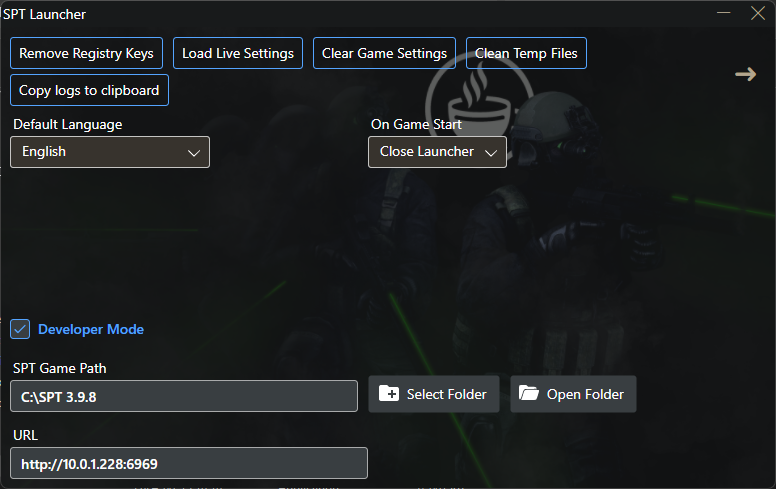 SPT Launcher
Remove Registry Keys
Load Live Settings
Clear Game Settings
Clean Temp Files
Copy logs to clipboard
Default Language
On Game Start
English
Close Launcher
Developer Mode
SPT Game Path
C:\SPT 3.9.8
Select Folder
Open Folder
URL
http://10.0.1.228:6969